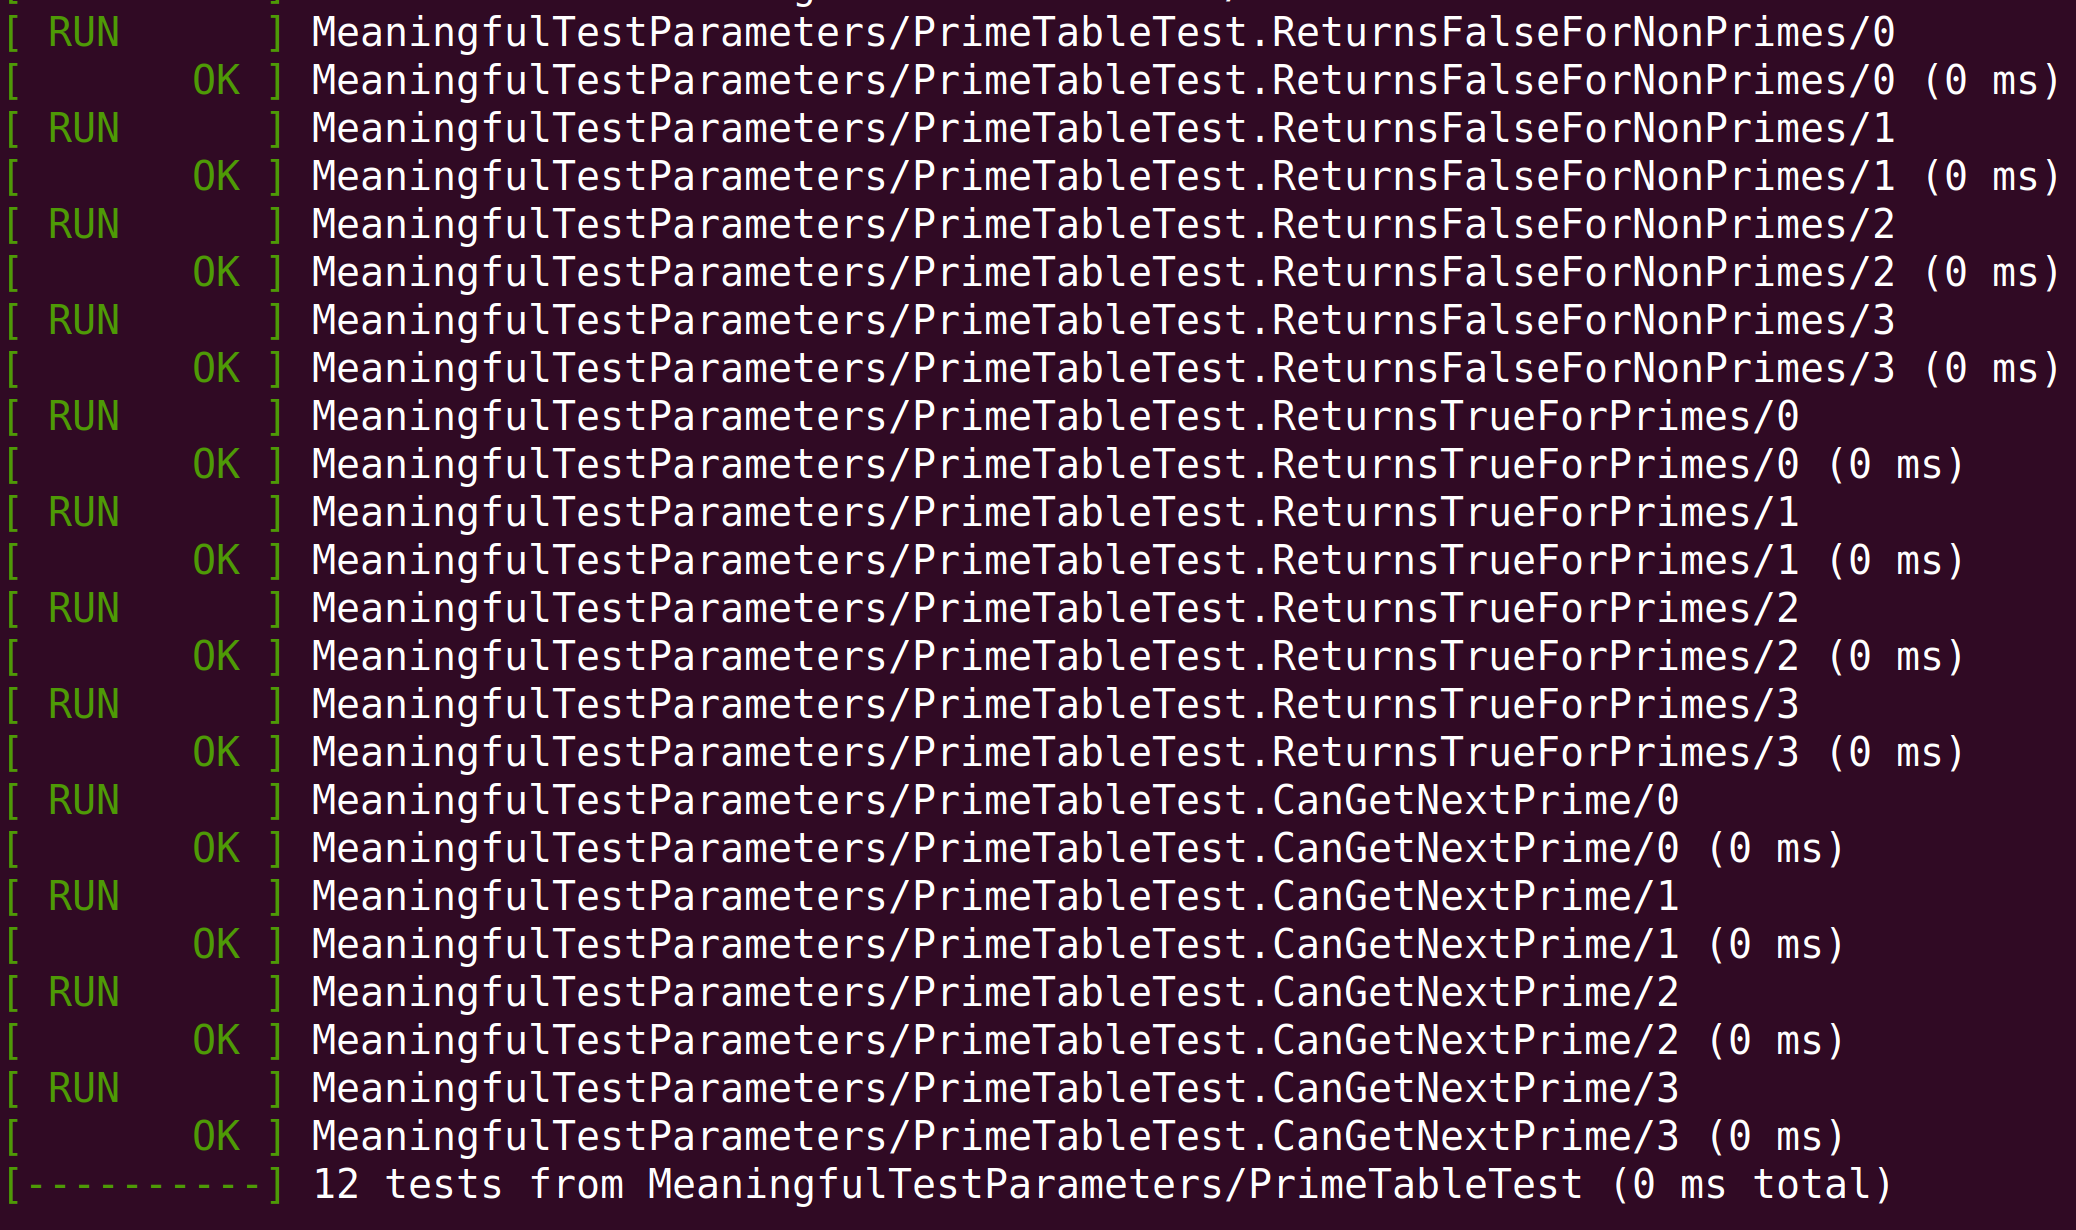 [ RUN      ] MeaningfulTestParameters/PrimeTableTest.ReturnsFalseForNonPrimes/0
[       OK ] MeaningfulTestParameters/PrimeTableTest.ReturnsFalseForNonPrimes/0 (0 ms)
[ RUN      ] MeaningfulTestParameters/PrimeTableTest.ReturnsFalseForNonPrimes/1
[       OK ] MeaningfulTestParameters/PrimeTableTest.ReturnsFalseForNonPrimes/1 (0 ms)
[ RUN      ] MeaningfulTestParameters/PrimeTableTest.ReturnsFalseForNonPrimes/2
[       OK ] MeaningfulTestParameters/PrimeTableTest.ReturnsFalseForNonPrimes/2 (0 ms)
[ RUN      ] MeaningfulTestParameters/PrimeTableTest.ReturnsFalseForNonPrimes/3
[       OK ] MeaningfulTestParameters/PrimeTableTest.ReturnsFalseForNonPrimes/3 (0 ms)
[ RUN      ] MeaningfulTestParameters/PrimeTableTest.ReturnsTrueForPrimes/0
[       OK ] MeaningfulTestParameters/PrimeTableTest.ReturnsTrueForPrimes/0 (0 ms)
[ RUN      ] MeaningfulTestParameters/PrimeTableTest.ReturnsTrueForPrimes/1
[       OK ] MeaningfulTestParameters/PrimeTableTest.ReturnsTrueForPrimes/1 (0 ms)
[ RUN      ] MeaningfulTestParameters/PrimeTableTest.ReturnsTrueForPrimes/2
[       OK ] MeaningfulTestParameters/PrimeTableTest.ReturnsTrueForPrimes/2 (0 ms)
[ RUN      ] MeaningfulTestParameters/PrimeTableTest.ReturnsTrueForPrimes/3
[       OK ] MeaningfulTestParameters/PrimeTableTest.ReturnsTrueForPrimes/3 (0 ms)
[ RUN      ] MeaningfulTestParameters/PrimeTableTest.CanGetNextPrime/0
[       OK ] MeaningfulTestParameters/PrimeTableTest.CanGetNextPrime/0 (0 ms)
[ RUN      ] MeaningfulTestParameters/PrimeTableTest.CanGetNextPrime/1
[       OK ] MeaningfulTestParameters/PrimeTableTest.CanGetNextPrime/1 (0 ms)
[ RUN      ] MeaningfulTestParameters/PrimeTableTest.CanGetNextPrime/2
[       OK ] MeaningfulTestParameters/PrimeTableTest.CanGetNextPrime/2 (0 ms)
[ RUN      ] MeaningfulTestParameters/PrimeTableTest.CanGetNextPrime/3
[       OK ] MeaningfulTestParameters/PrimeTableTest.CanGetNextPrime/3 (0 ms)
[----------] 12 tests from MeaningfulTestParameters/PrimeTableTest (0 ms total)